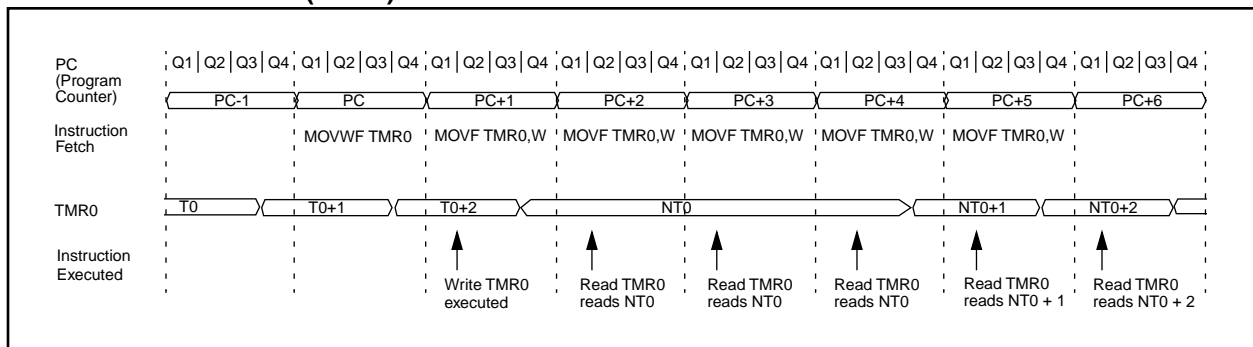 PC
(Program
Counter)
Q1 Q2 Q3 Q4 Q1 Q2 Q3 Q4 Q1 Q2 Q3 Q4 Q1 Q2 Q3 Q4 Q1 Q2 Q3 Q4 Q1 Q2 Q3 Q4 Q1 Q2 Q3 Q4 Q1 Q2 Q3 Q4
PC-1 PC PC+1 PC+2 PC+3 PC+4 PC+5 PC+6
Instruction
Fetch
MOVWF TMR0 MOVF TMR0,W MOVF TMR0,W MOVF TMR0,W MOVF TMR0,W MOVF TMR0,W
TMR0
T0 T0+1 T0+2 NT0 NT0+1 NT0+2
Instruction
Executed
Write TMR0
executed
Read TMR0
reads NT0
Read TMR0
reads NT0
Read TMR0
reads NT0
Read TMR0
reads NT0 + 1
Read TMR0
reads NT0 + 2